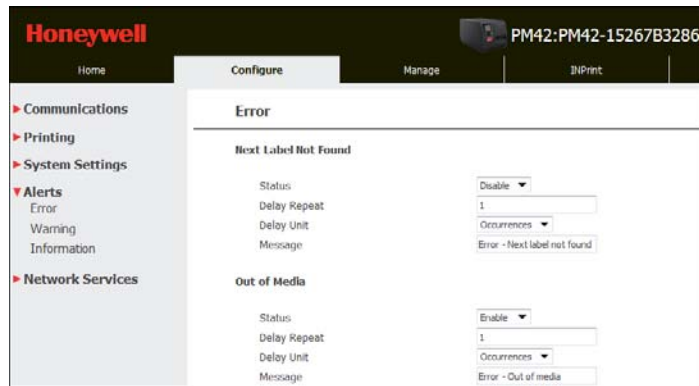 Honeywell
PM42:PM42-15267B3286
Home
Configure
Manage
INPrint
Communications
Printing
System Settings
Alerts
Error
Warning
Information
Network Services
Error
Next Label Not Found
Status Disable
Delay Repeat 1
Delay Unit Occurrences
Message Error - Next label not found
Out of Media
Status Enable
Delay Repeat 1
Delay Unit Occurrences
Message Error - Out of media